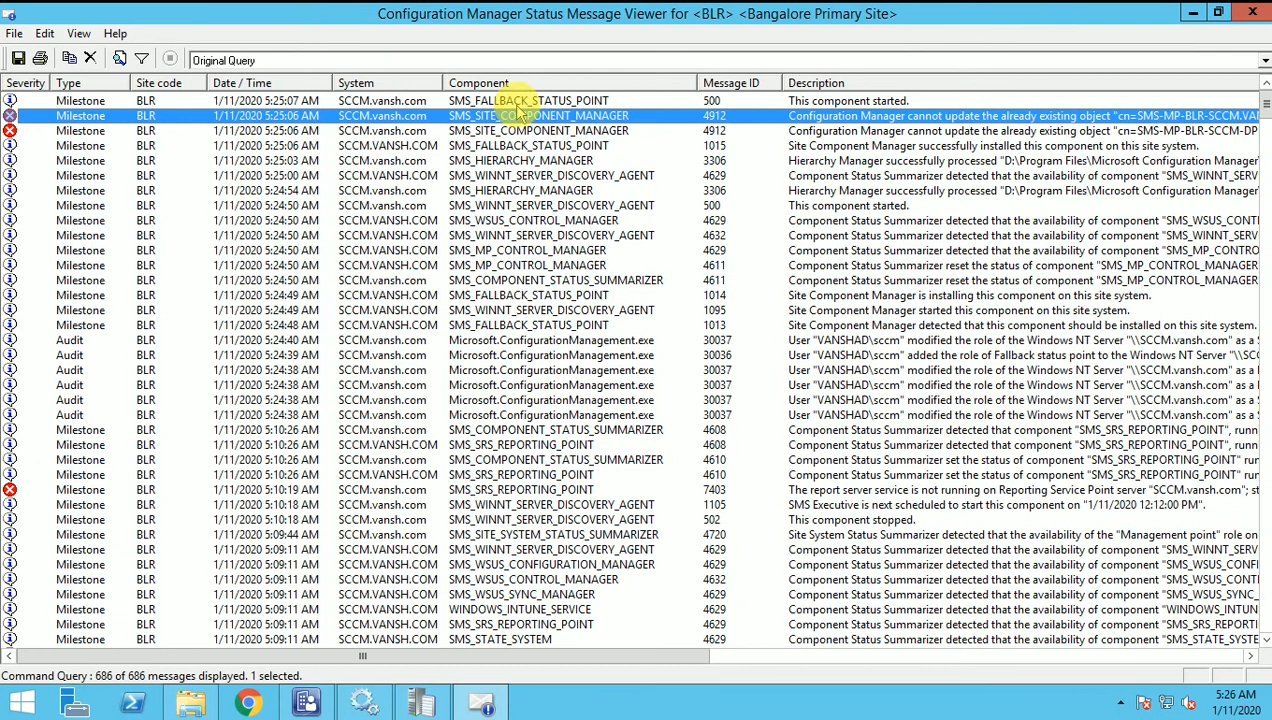 Configuration Manager Status Message Viewer for <BLR> <Bangalore Primary Site>
File Edit View Help
Original Query
Severity Type Site code Date / Time System Component Message ID Description
Milestone BLR 1/11/2020 5:25:07 AM SCCM.vansh.com SMS_FALLBACK_STATUS_POINT 500 This component started.
Milestone BLR 1/11/2020 5:25:06 AM SCCM.vansh.com SMS_SITE_COMPONENT_MANAGER 4912 Configuration Manager cannot update the already existing object "cn=SMS-MP-BLR-SCCM.VAN
Milestone BLR 1/11/2020 5:25:06 AM SCCM.vansh.com SMS_SITE_COMPONENT_MANAGER 4912 Configuration Manager cannot update the already existing object "cn=SMS-MP-BLR-SCCM-DP
Milestone BLR 1/11/2020 5:25:06 AM SCCM.vansh.com SMS_FALLBACK_STATUS_POINT 1015 Site Component Manager successfully installed this component on this site system.
Milestone BLR 1/11/2020 5:25:03 AM SCCM.vansh.com SMS_HIERARCHY_MANAGER 3306 Hierarchy Manager successfully processed "D:\Program Files\Microsoft Configuration Manager
Milestone BLR 1/11/2020 5:25:00 AM SCCM.vansh.com SMS_WINNT_SERVER_DISCOVERY_AGENT 4629 Component Status Summarizer detected that the availability of component "SMS_WINNT_SERV
Milestone BLR 1/11/2020 5:24:54 AM SCCM.vansh.com SMS_HIERARCHY_MANAGER 3306 Hierarchy Manager successfully processed "D:\Program Files\Microsoft Configuration Manager
Milestone BLR 1/11/2020 5:24:50 AM SCCM.vansh.com SMS_WINNT_SERVER_DISCOVERY_AGENT 500 This component started.
Milestone BLR 1/11/2020 5:24:50 AM SCCM.VANSH.COM SMS_WSUS_CONTROL_MANAGER 4629 Component Status Summarizer detected that the availability of component "SMS_WSUS_CONT
Milestone BLR 1/11/2020 5:24:50 AM SCCM.VANSH.COM SMS_WINNT_SERVER_DISCOVERY_AGENT 4632 Component Status Summarizer detected that the availability of component "SMS_WINNT_SERV
Milestone BLR 1/11/2020 5:24:50 AM SCCM.VANSH.COM SMS_MP_CONTROL_MANAGER 4629 Component Status Summarizer detected that the availability of component "SMS_MP_CONTRO
Milestone BLR 1/11/2020 5:24:50 AM SCCM.VANSH.COM SMS_MP_CONTROL_MANAGER 4611 Component Status Summarizer reset the status of component "SMS_MP_CONTROL_MANAGER
Milestone BLR 1/11/2020 5:24:50 AM SCCM.vansh.com SMS_COMPONENT_STATUS_SUMMARIZER 4611 Component Status Summarizer reset the status of component "SMS_MP_CONTROL_MANAGER
Milestone BLR 1/11/2020 5:24:49 AM SCCM.vansh.com SMS_FALLBACK_STATUS_POINT 1014 Site Component Manager is installing this component on this site system.
Milestone BLR 1/11/2020 5:24:49 AM SCCM.vansh.com SMS_WINNT_SERVER_DISCOVERY_AGENT 1095 Site Component Manager started this component on this site system.
Milestone BLR 1/11/2020 5:24:48 AM SCCM.vansh.com SMS_FALLBACK_STATUS_POINT 1013 Site Component Manager detected that this component should be installed on this site system.
Audit BLR 1/11/2020 5:24:40 AM SCCM.vansh.com Microsoft.ConfigurationManagement.exe 30037 User "VANSHAD\sccm" modified the role of the Windows NT Server "\\SCCM.vansh.com" as a S
Audit BLR 1/11/2020 5:24:39 AM SCCM.vansh.com Microsoft.ConfigurationManagement.exe 30036 User "VANSHAD\sccm" added the role of Fallback status point to the Windows NT Server "\\SC
Audit BLR 1/11/2020 5:24:38 AM SCCM.vansh.com Microsoft.ConfigurationManagement.exe 30037 User "VANSHAD\sccm" modified the role of the Windows NT Server "\\SCCM.vansh.com" as a
Audit BLR 1/11/2020 5:24:38 AM SCCM.vansh.com Microsoft.ConfigurationManagement.exe 30037 User "VANSHAD\sccm" modified the role of the Windows NT Server "\\SCCM.vansh.com" as a
Audit BLR 1/11/2020 5:24:38 AM SCCM.vansh.com Microsoft.ConfigurationManagement.exe 30037 User "VANSHAD\sccm" modified the role of the Windows NT Server "\\SCCM.vansh.com" as a
Audit BLR 1/11/2020 5:24:38 AM SCCM.vansh.com Microsoft.ConfigurationManagement.exe 30037 User "VANSHAD\sccm" modified the role of the Windows NT Server "\\SCCM.vansh.com" as a S
Milestone BLR 1/11/2020 5:10:26 AM SCCM.vansh.com SMS_COMPONENT_STATUS_SUMMARIZER 4608 Component Status Summarizer detected that component "SMS_SRS_REPORTING_POINT", runn
Milestone BLR 1/11/2020 5:10:26 AM SCCM.VANSH.COM SMS_SRS_REPORTING_POINT 4608 Component Status Summarizer detected that component "SMS_SRS_REPORTING_POINT", runn
Milestone BLR 1/11/2020 5:10:26 AM SCCM.vansh.com SMS_COMPONENT_STATUS_SUMMARIZER 4610 Component Status Summarizer set the status of component "SMS_SRS_REPORTING_POINT" run
Milestone BLR 1/11/2020 5:10:26 AM SCCM.VANSH.COM SMS_SRS_REPORTING_POINT 4610 Component Status Summarizer set the status of component "SMS_SRS_REPORTING_POINT" run
Milestone BLR 1/11/2020 5:10:19 AM SCCM.vansh.com SMS_SRS_REPORTING_POINT 7403 The report server service is not running on Reporting Service Point server "SCCM.vansh.com"; st
Milestone BLR 1/11/2020 5:10:18 AM SCCM.vansh.com SMS_WINNT_SERVER_DISCOVERY_AGENT 1105 SMS Executive is next scheduled to start this component on "1/11/2020 12:12:00 PM".
Milestone BLR 1/11/2020 5:10:18 AM SCCM.vansh.com SMS_WINNT_SERVER_DISCOVERY_AGENT 502 This component stopped.
Milestone BLR 1/11/2020 5:09:44 AM SCCM.vansh.com SMS_SITE_SYSTEM_STATUS_SUMMARIZER 4720 Site System Status Summarizer detected that the availability of the "Management point" role on
Milestone BLR 1/11/2020 5:09:11 AM SCCM.VANSH.COM SMS_WINNT_SERVER_DISCOVERY_AGENT 4629 Component Status Summarizer detected that the availability of component "SMS_WINNT_SERV
Milestone BLR 1/11/2020 5:09:11 AM SCCM.VANSH.COM SMS_WSUS_CONFIGURATION_MANAGER 4629 Component Status Summarizer detected that the availability of component "SMS_WSUS_CONFI
Milestone BLR 1/11/2020 5:09:11 AM SCCM.VANSH.COM SMS_WSUS_CONTROL_MANAGER 4632 Component Status Summarizer detected that the availability of component "SMS_WSUS_CONT
Milestone BLR 1/11/2020 5:09:11 AM SCCM.VANSH.COM SMS_WSUS_SYNC_MANAGER 4629 Component Status Summarizer detected that the availability of component "SMS_WSUS_SYNC_
Milestone BLR 1/11/2020 5:09:11 AM SCCM.VANSH.COM WINDOWS_INTUNE_SERVICE 4629 Component Status Summarizer detected that the availability of component "WINDOWS_INTUN
Milestone BLR 1/11/2020 5:09:11 AM SCCM.VANSH.COM SMS_SRS_REPORTING_POINT 4629 Component Status Summarizer detected that the availability of component "SMS_SRS_REPORTI
Milestone BLR 1/11/2020 5:09:11 AM SCCM.VANSH.COM SMS_STATE_SYSTEM 4629 Component Status Summarizer detected that the availability of component "SMS_STATE_SYSTE
Command Query : 686 of 686 messages displayed. 1 selected.
5:26 AM
1/11/2020